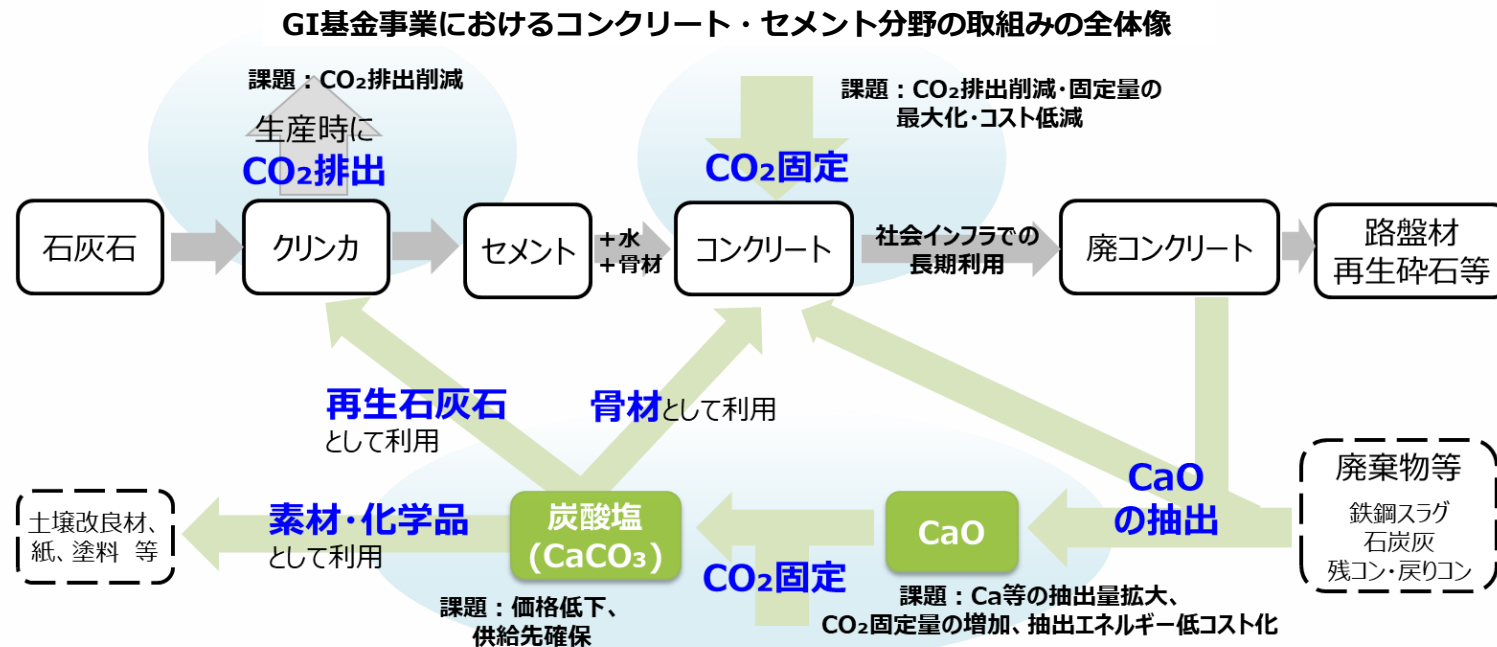 GI基金事業におけるコンクリート・セメント分野の取組みの全体像
課題：CO₂排出削減
生産時に
CO₂排出
課題：CO₂排出削減・固定量の
最大化・コスト低減
CO₂固定
石灰石
クリンカ
セメント
＋水
＋骨材
コンクリート
社会インフラでの
長期利用
廃コンクリート
路盤材
再生砕石等
再生石灰石
として利用
骨材として利用
土壌改良材、
紙、塗料 等
素材・化学品
として利用
炭酸塩
(CaCO₃)
CO₂固定
CaO
CaO
の抽出
廃棄物等
鉄鋼スラグ
石炭灰
残コン・戻りコン
課題：価格低下、
供給先確保
課題：Ca等の抽出量拡大、
CO₂固定量の増加、抽出エネルギー低コスト化